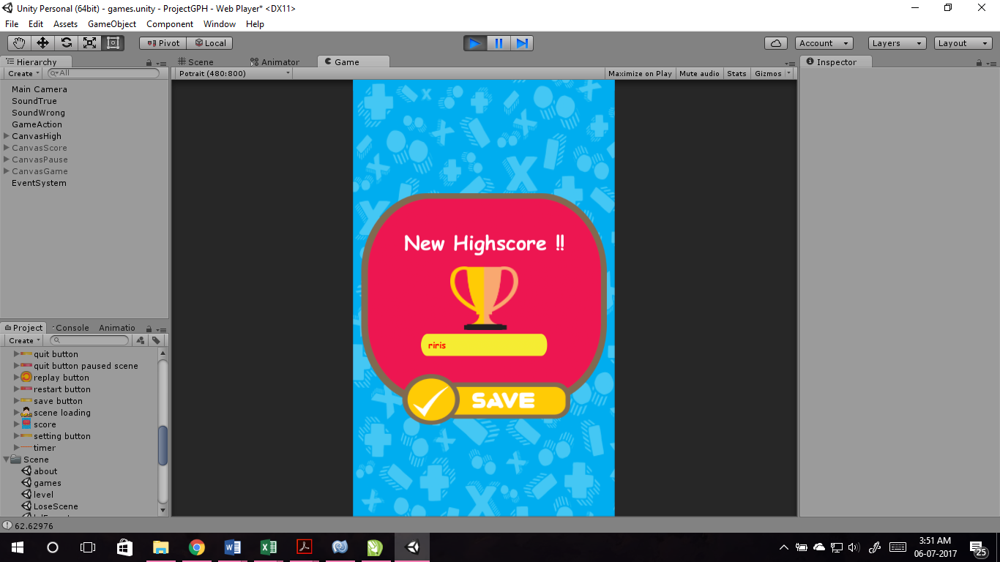 Unity Personal (64bit) - games.unity - ProjectGPH - Web Player* <DX11>
File Edit Assets GameObject Component Window Help
Pivot Local Account Layers Layout
Hierarchy
Create All
Main Camera
SoundTrue
SoundWrong
GameAction
CanvasHigh
CanvasScore
CanvasPause
CanvasGame
EventSystem
Scene Animator Game
Potrait (480:800) Maximize on Play Mute audio Stats Gizmos
New Highscore !!
riris
SAVE
Inspector
Project Console Animatio
Create
quit button
quit button paused scene
replay button
restart button
save button
scene loading
score
setting button
timer
Scene
about
games
level
LoseScene
62.62976
3:51 AM
06-07-2017
25